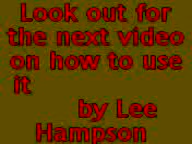 Look out for
the next video
on how to use
it
by Lee
Hampson